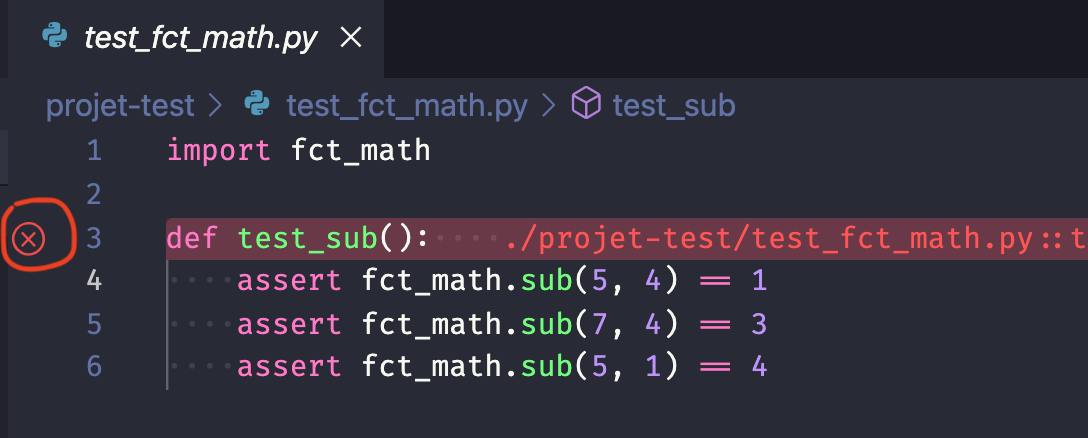 test_fct_math.py
projet-test > test_fct_math.py > test_sub
1 import fct_math
2
3 def test_sub(): ····./projet-test/test_fct_math.py::t
4 ····assert fct_math.sub(5, 4) == 1
5 ····assert fct_math.sub(7, 4) == 3
6 ····assert fct_math.sub(5, 1) == 4